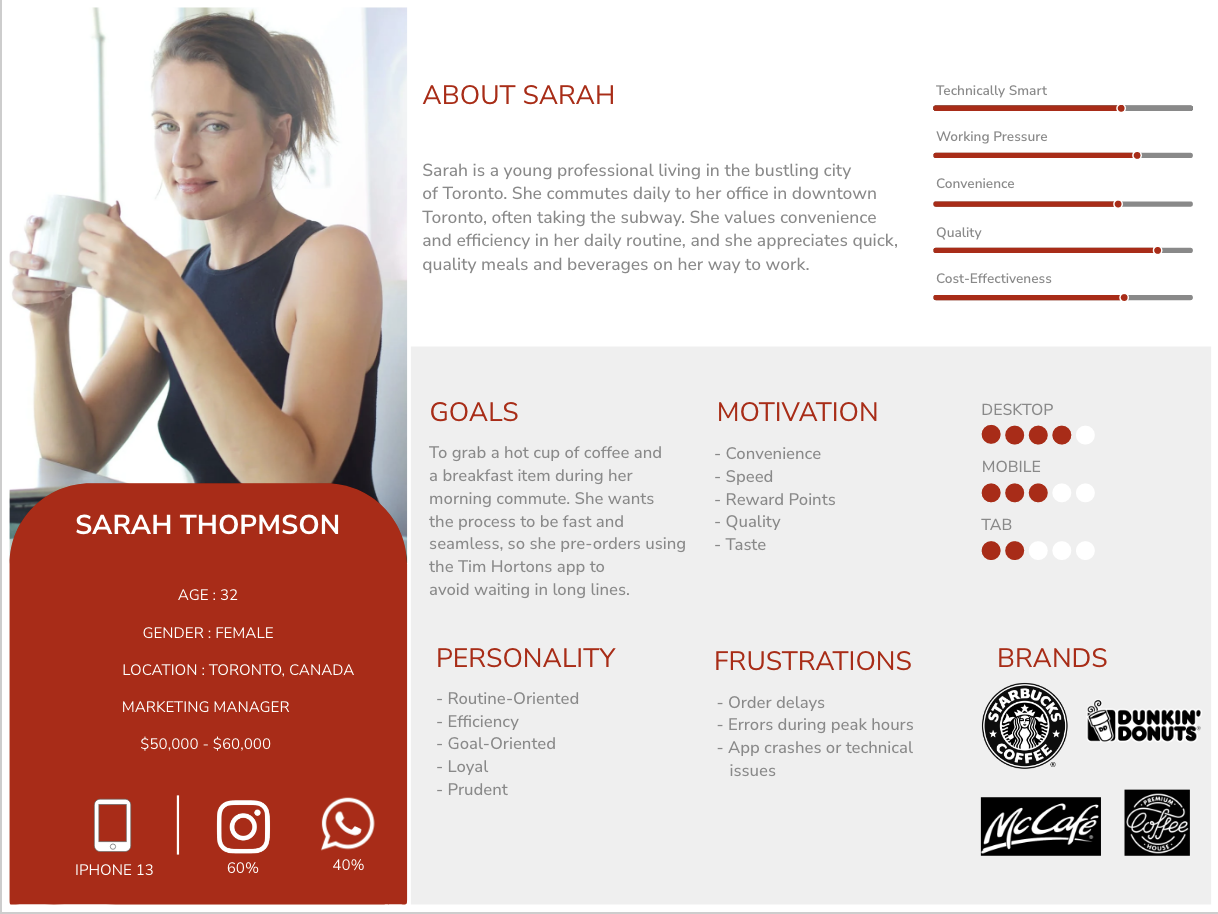 ABOUT SARAH
Sarah is a young professional living in the bustling city
of Toronto. She commutes daily to her office in downtown
Toronto, often taking the subway. She values convenience
and efficiency in her daily routine, and she appreciates quick,
quality meals and beverages on her way to work.
Technically Smart
Working Pressure
Convenience
Quality
Cost-Effectiveness
SARAH THOPMSON
AGE : 32
GENDER : FEMALE
LOCATION : TORONTO, CANADA
MARKETING MANAGER
$50,000 - $60,000
IPHONE 13
60%
40%
GOALS
To grab a hot cup of coffee and
a breakfast item during her
morning commute. She wants
the process to be fast and
seamless, so she pre-orders using
the Tim Hortons app to
avoid waiting in long lines.
MOTIVATION
- Convenience
- Speed
- Reward Points
- Quality
- Taste
DESKTOP
MOBILE
TAB
PERSONALITY
- Routine-Oriented
- Efficiency
- Goal-Oriented
- Loyal
- Prudent
FRUSTRATIONS
- Order delays
- Errors during peak hours
- App crashes or technical
issues
BRANDS
STARBUCKS
COFFEE
®
DUNKIN'
DONUTS
McCafé
PREMIUM
Coffee
HOUSE